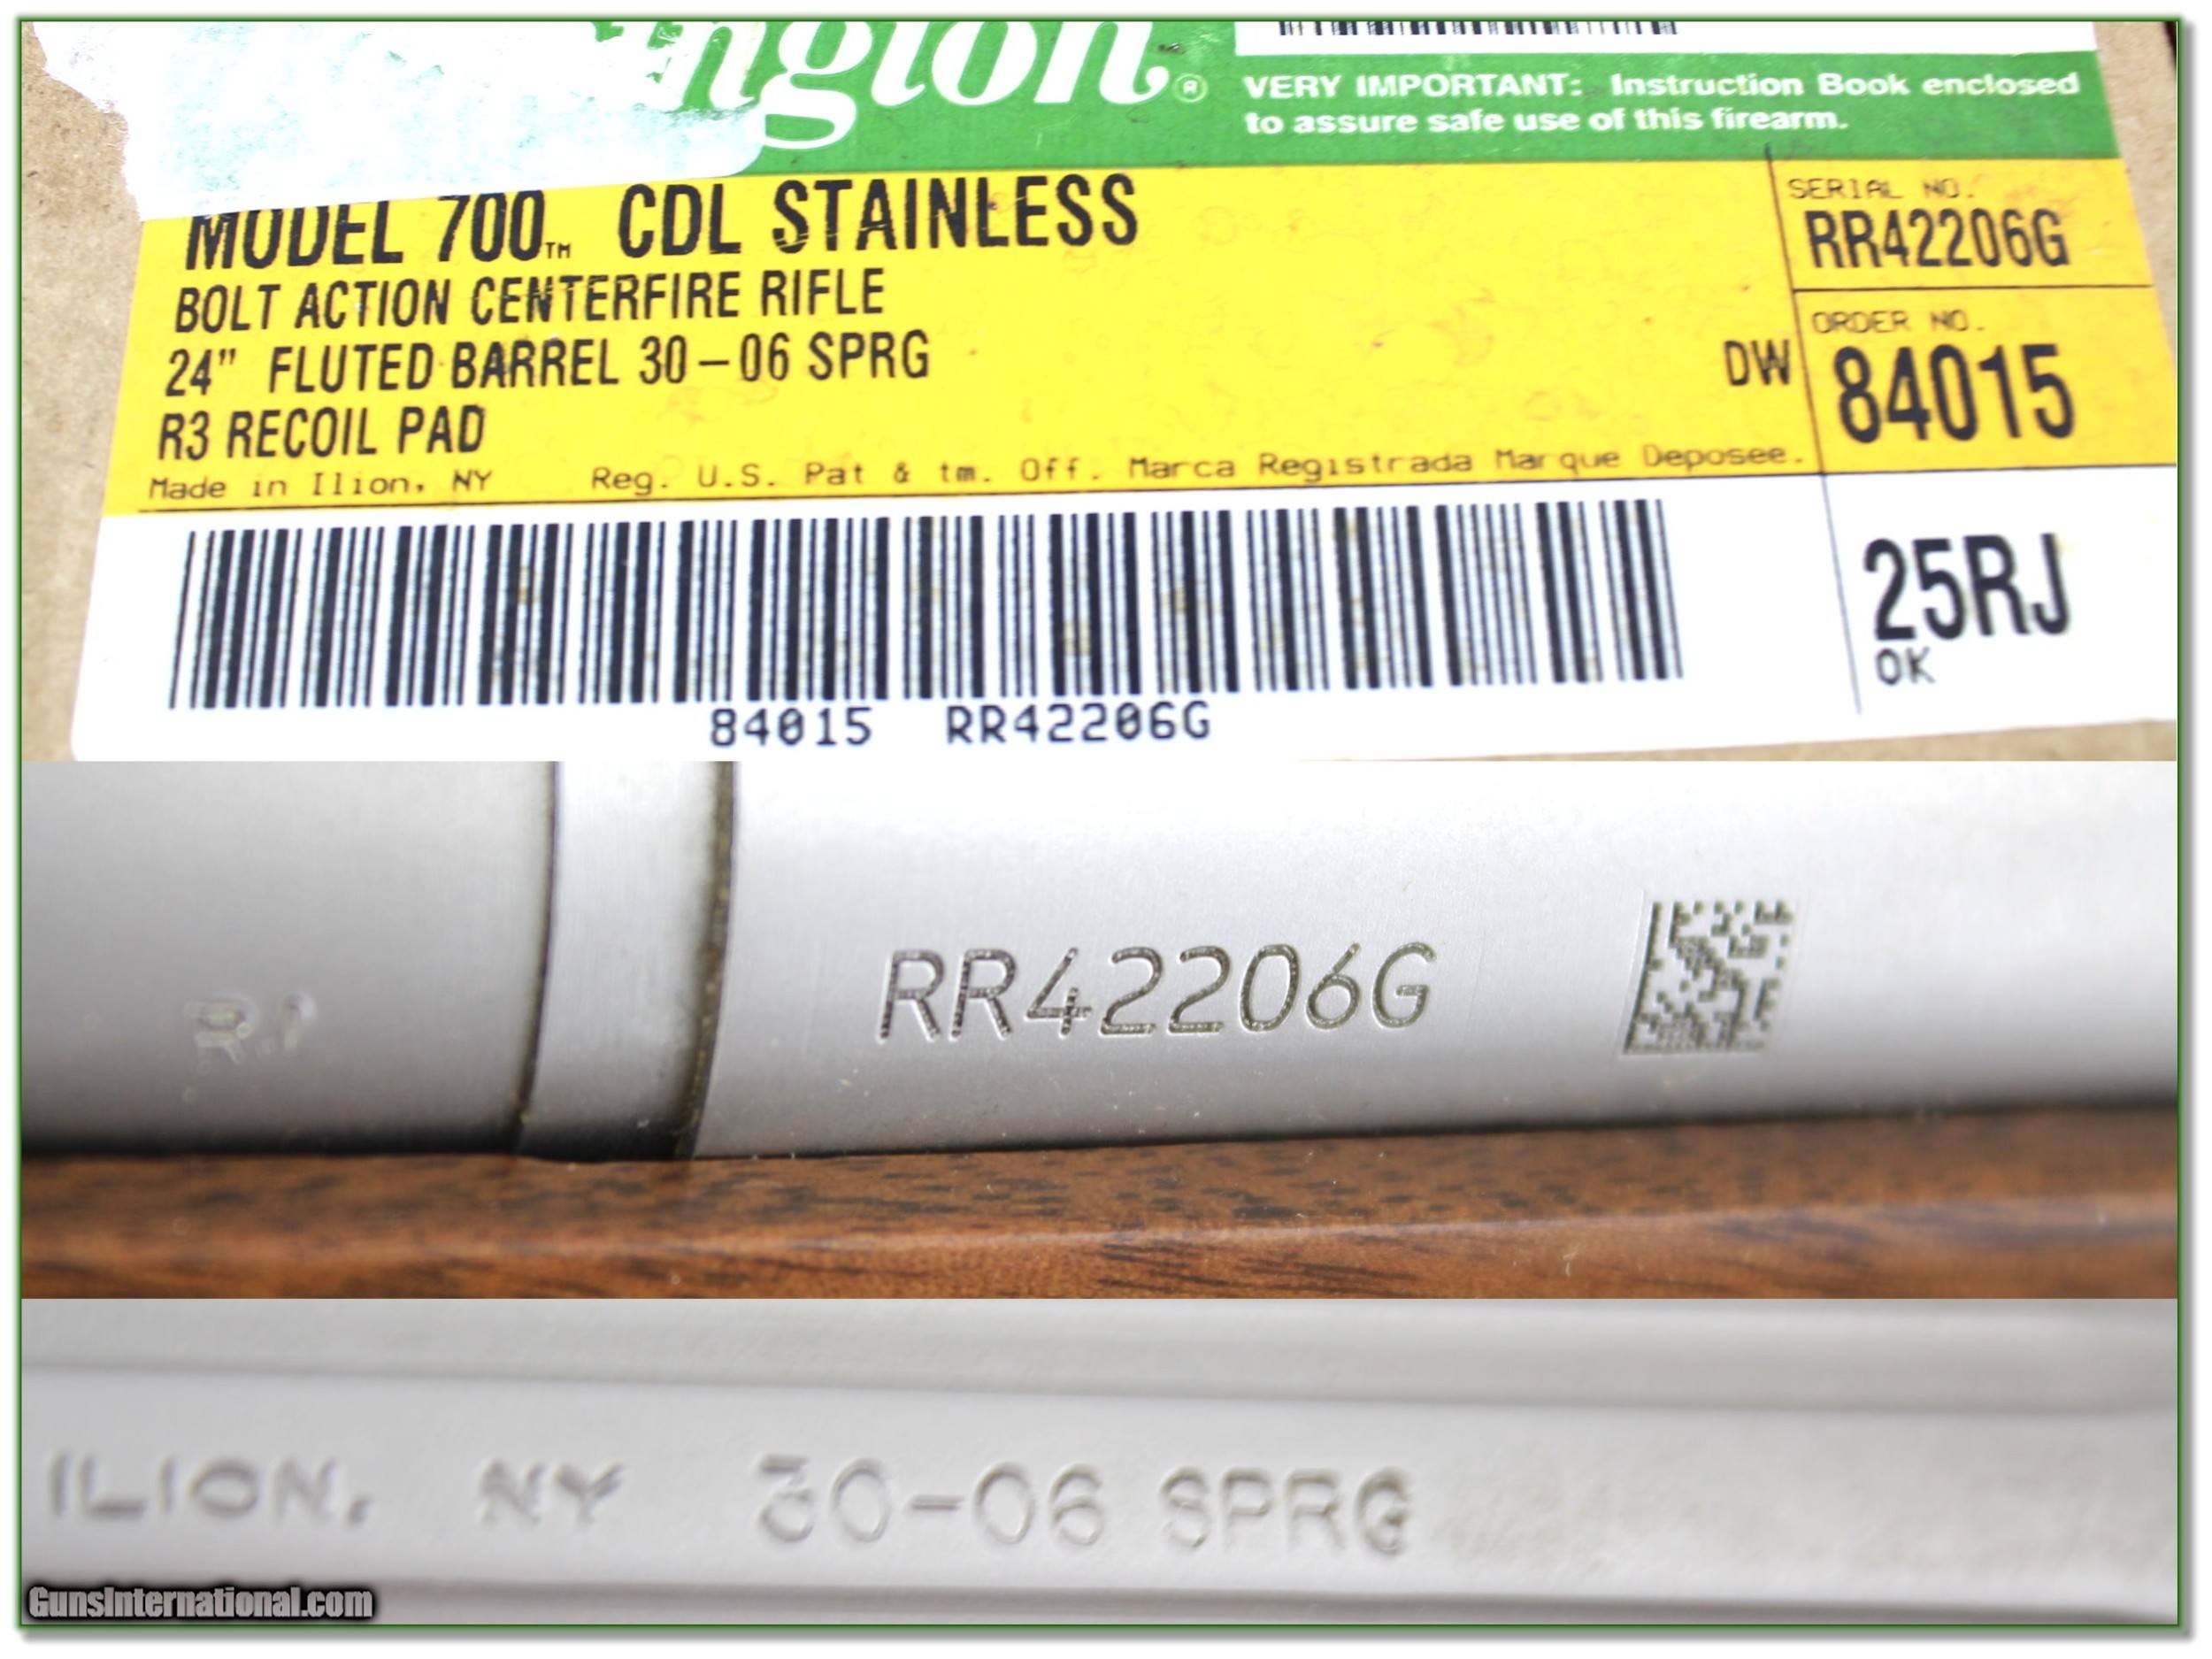 VERY IMPORTANT: Instruction Book enclosed
to assure safe use of this firearm.
MODEL 700™ CDL STAINLESS
BOLT ACTION CENTERFIRE RIFLE
24" FLUTED BARREL 30-06 SPRG
R3 RECOIL PAD
DW
SERIAL NO.
RR42206G
ORDER NO.
84015
Made in Ilion, NY Reg. U.S. Pat & tm. Off. Marca Registrada Marque Deposee.
25RJ
OK
84015 RR42206G
RR42206G
ILION, NY 30-06 SPRG
GunsInternational.com